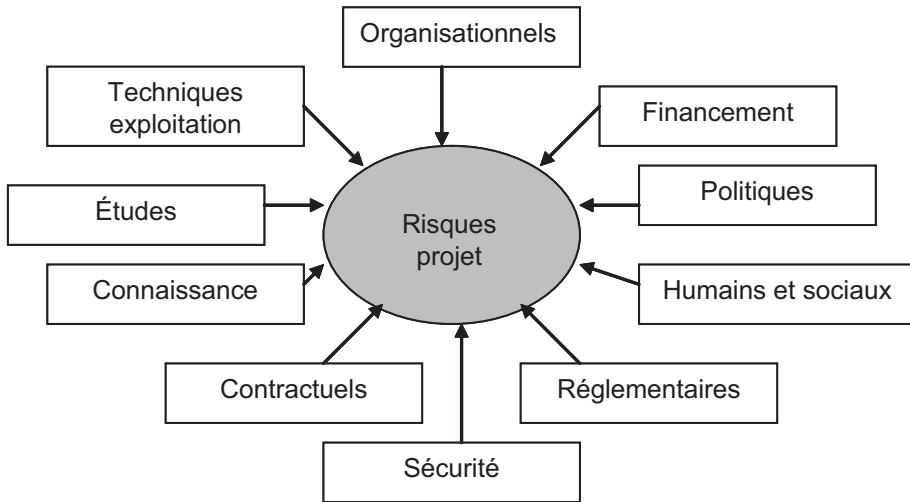 Organisationnels
Techniques
exploitation
Financement
Études
Politiques
Risques
projet
Connaissance
Humains et sociaux
Contractuels
Réglementaires
Sécurité